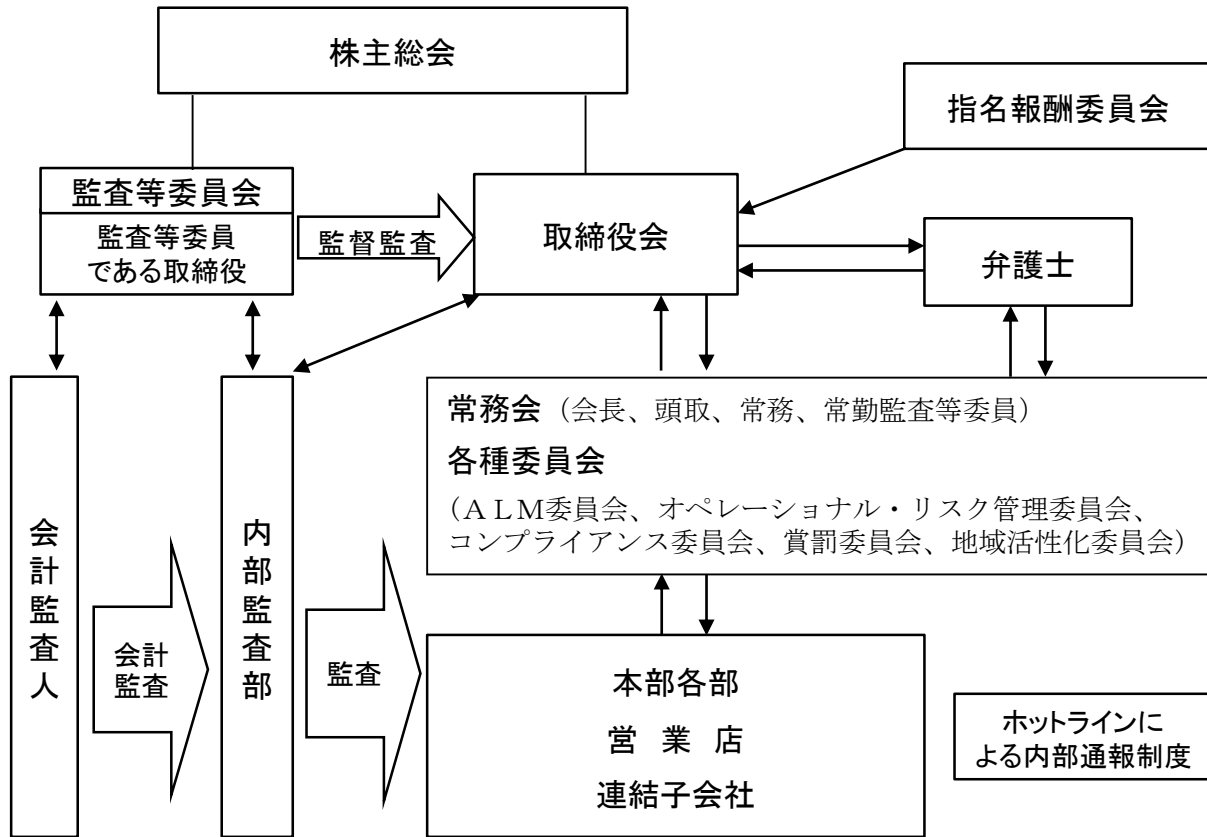 株主総会
指名報酬委員会
監査等委員会
監査等委員
である取締役
監督監査
取締役会
弁護士
常務会（会長、頭取、常務、常勤監査等委員）
各種委員会
（ＡＬＭ委員会、オペレーショナル・リスク管理委員会、
コンプライアンス委員会、賞罰委員会、地域活性化委員会）
会計監査人
会計
監査
内部監査部
監査
本部各部
営 業 店
連結子会社
ホットラインに
よる内部通報制度